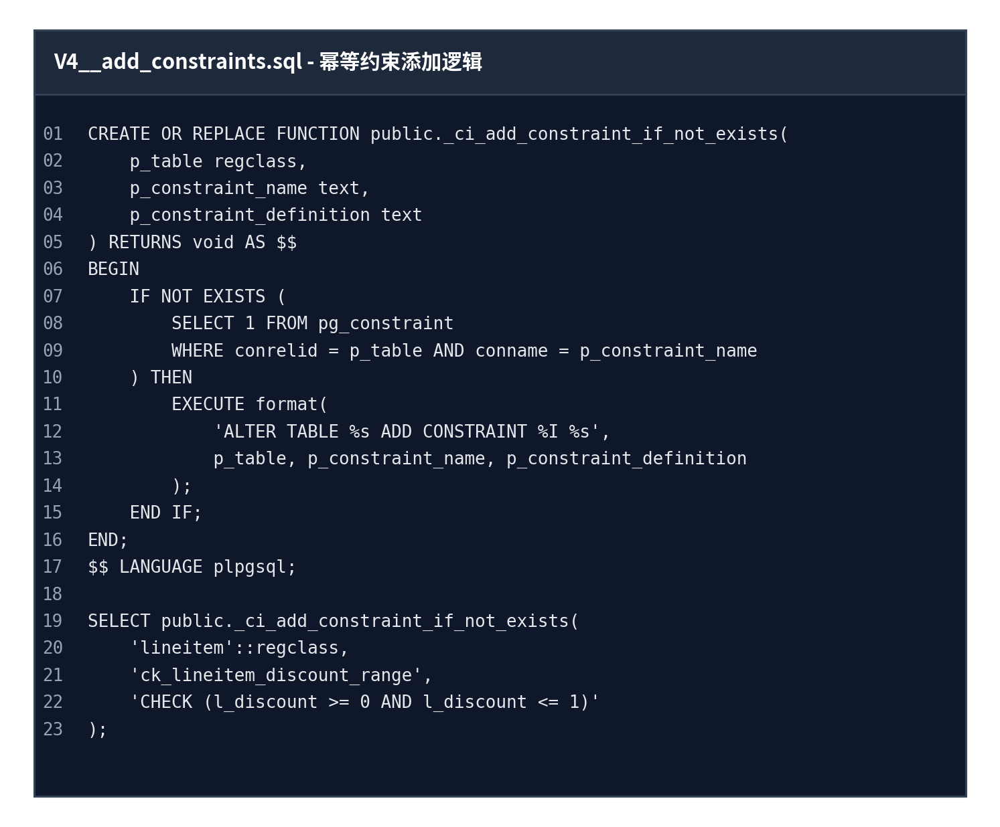 V4__add_constraints.sql - 幂等约束添加逻辑
01 CREATE OR REPLACE FUNCTION public._ci_add_constraint_if_not_exists(
02     p_table regclass,
03     p_constraint_name text,
04     p_constraint_definition text
05 ) RETURNS void AS $$
06 BEGIN
07     IF NOT EXISTS (
08         SELECT 1 FROM pg_constraint
09         WHERE conrelid = p_table AND conname = p_constraint_name
10     ) THEN
11         EXECUTE format(
12             'ALTER TABLE %s ADD CONSTRAINT %I %s',
13             p_table, p_constraint_name, p_constraint_definition
14         );
15     END IF;
16 END;
17 $$ LANGUAGE plpgsql;
18
19 SELECT public._ci_add_constraint_if_not_exists(
20     'lineitem'::regclass,
21     'ck_lineitem_discount_range',
22     'CHECK (l_discount >= 0 AND l_discount <= 1)'
23 );